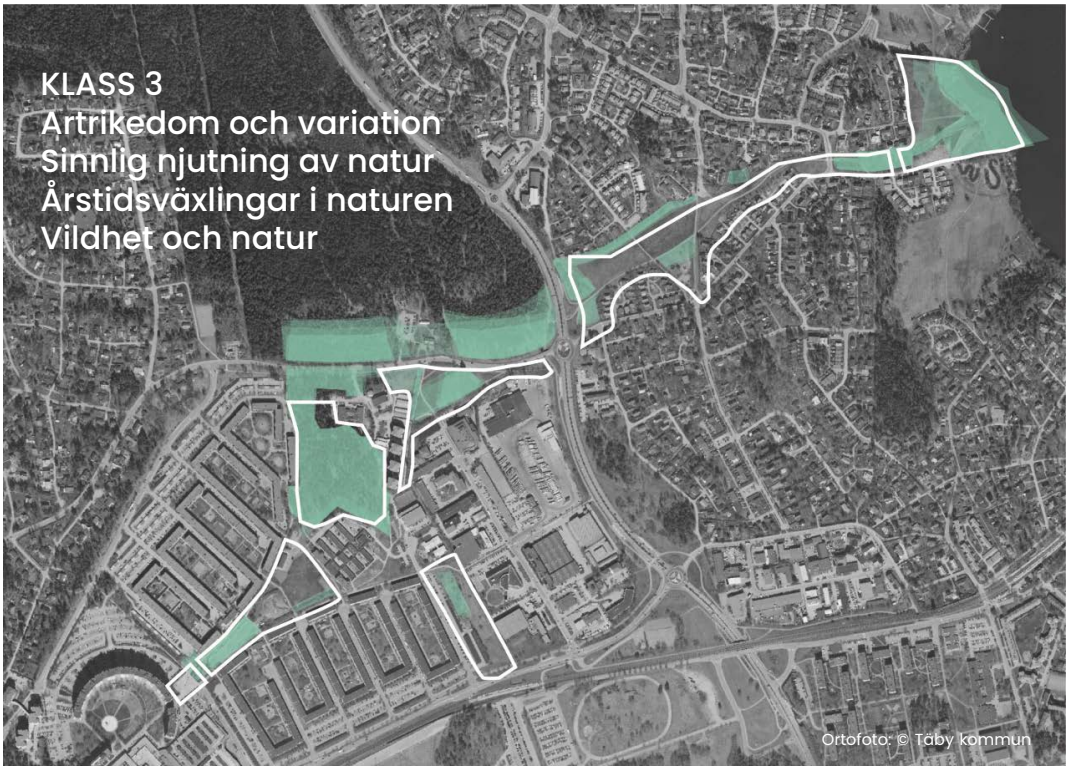 KLASS 3
Artrikedom och variation
Sinnlig njutning av natur
Årstidsväxlingar i naturen
Vildhet och natur
Ortofoto: © Täby kommun